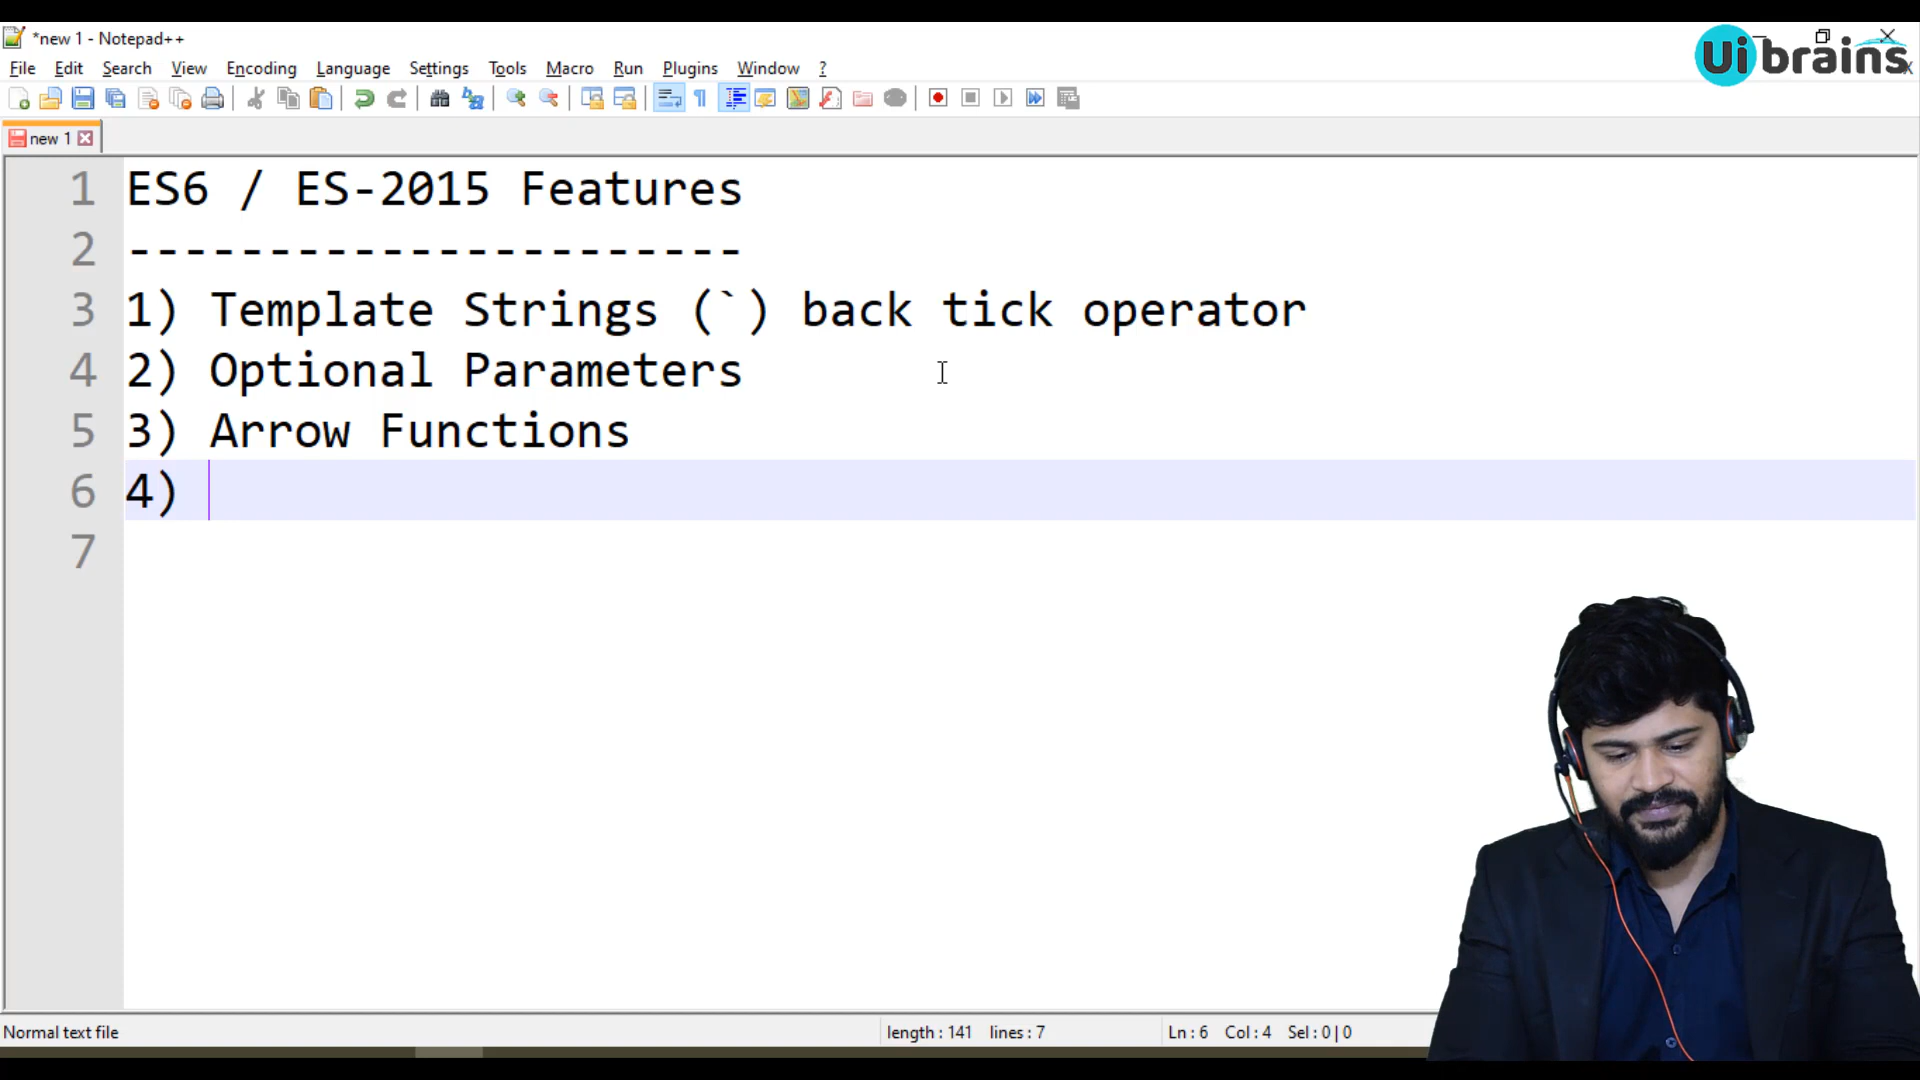 *new 1 - Notepad++
Ui brains
File Edit Search View Encoding Language Settings Tools Macro Run Plugins Window ?
new 1
1 ES6 / ES-2015 Features
2 ----------------------
3 1) Template Strings (`) back tick operator
4 2) Optional Parameters
5 3) Arrow Functions
6 4)
7
Normal text file length : 141 lines : 7 Ln : 6 Col : 4 Sel : 0 | 0